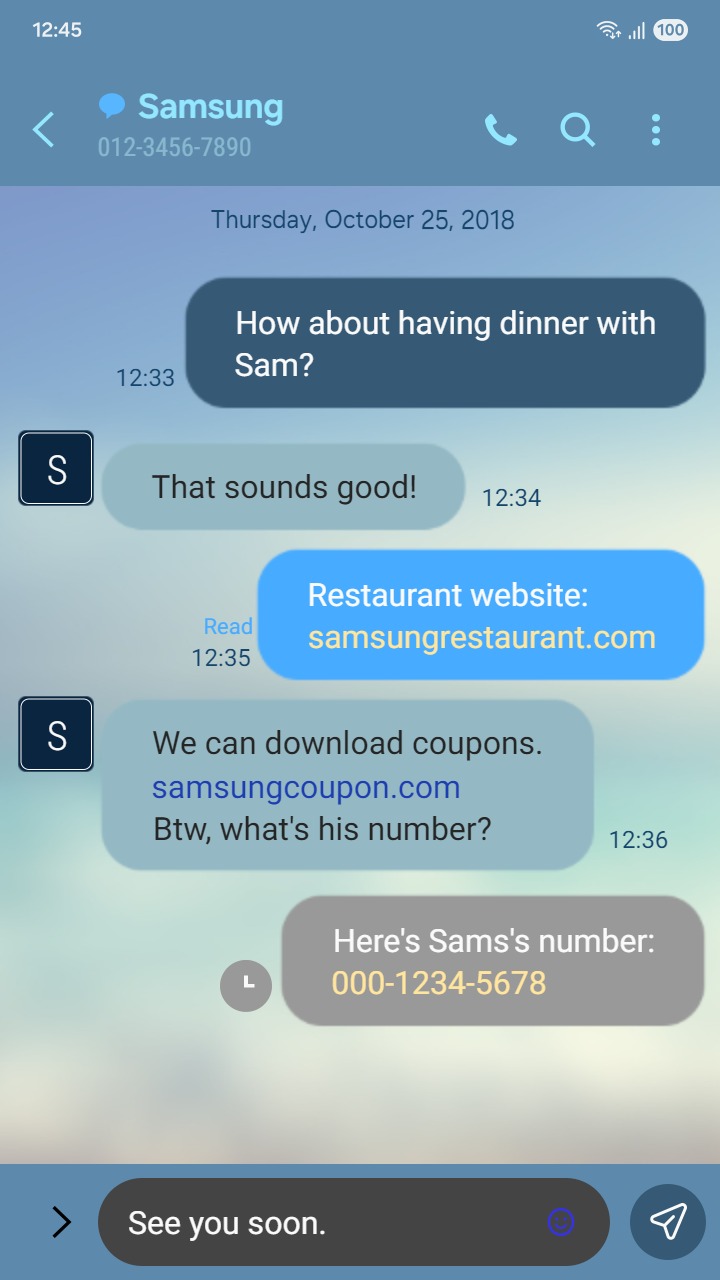 12:45
100
Samsung
012-3456-7890
Thursday, October 25, 2018
How about having dinner with
Sam?
12:33
S
That sounds good!
12:34
Restaurant website:
samsungrestaurant.com
Read
12:35
S
We can download coupons.
samsungcoupon.com
Btw, what's his number?
12:36
Here's Sams's number:
000-1234-5678
See you soon.